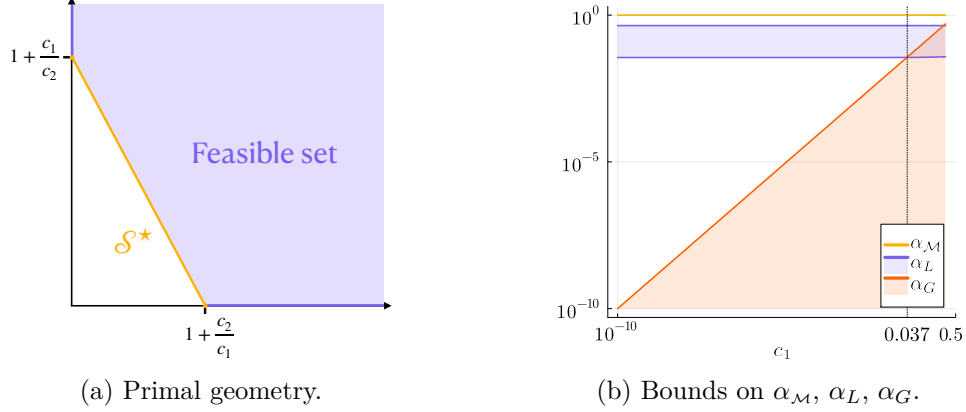 1 + c₁/c₂
Feasible set
𝒮★
1 + c₂/c₁
(a) Primal geometry.
10⁰
10⁻⁵
10⁻¹⁰
α_ℳ
α_L
α_G
10⁻¹⁰
0.037
0.5
c₁
(b) Bounds on α_ℳ, α_L, α_G.